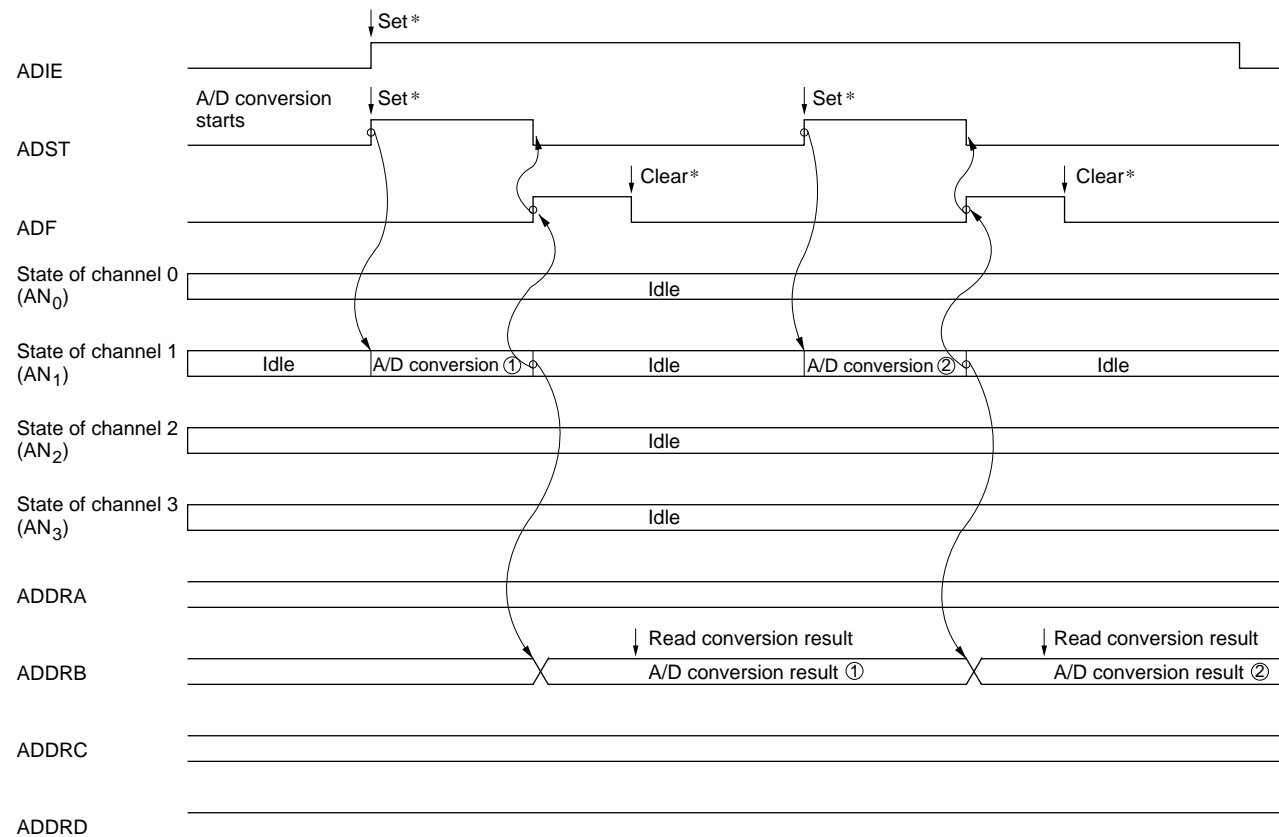 Set*
ADIE
A/D conversion
starts
Set*
Set*
ADST
Clear*
Clear*
ADF
State of channel 0
(AN0)
Idle
State of channel 1
(AN1)
Idle
A/D conversion ①
Idle
A/D conversion ②
Idle
State of channel 2
(AN2)
Idle
State of channel 3
(AN3)
Idle
ADDRA
Read conversion result
Read conversion result
ADDRB
A/D conversion result ①
A/D conversion result ②
ADDRC
ADDRD